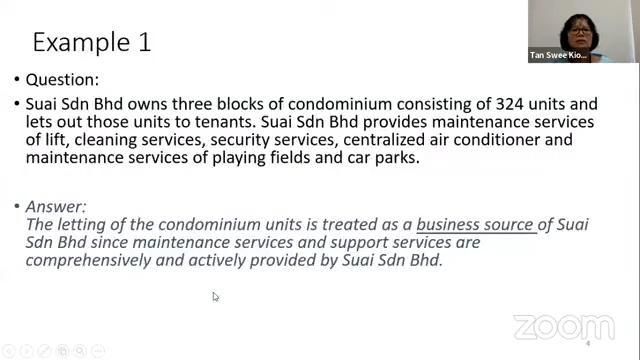 Example 1
Tan Swee Kio...
• Question:
• Suai Sdn Bhd owns three blocks of condominium consisting of 324 units and
lets out those units to tenants. Suai Sdn Bhd provides maintenance services
of lift, cleaning services, security services, centralized air conditioner and
maintenance services of playing fields and car parks.
• Answer:
The letting of the condominium units is treated as a business source of Suai
Sdn Bhd since maintenance services and support services are
comprehensively and actively provided by Suai Sdn Bhd.
zoom
4